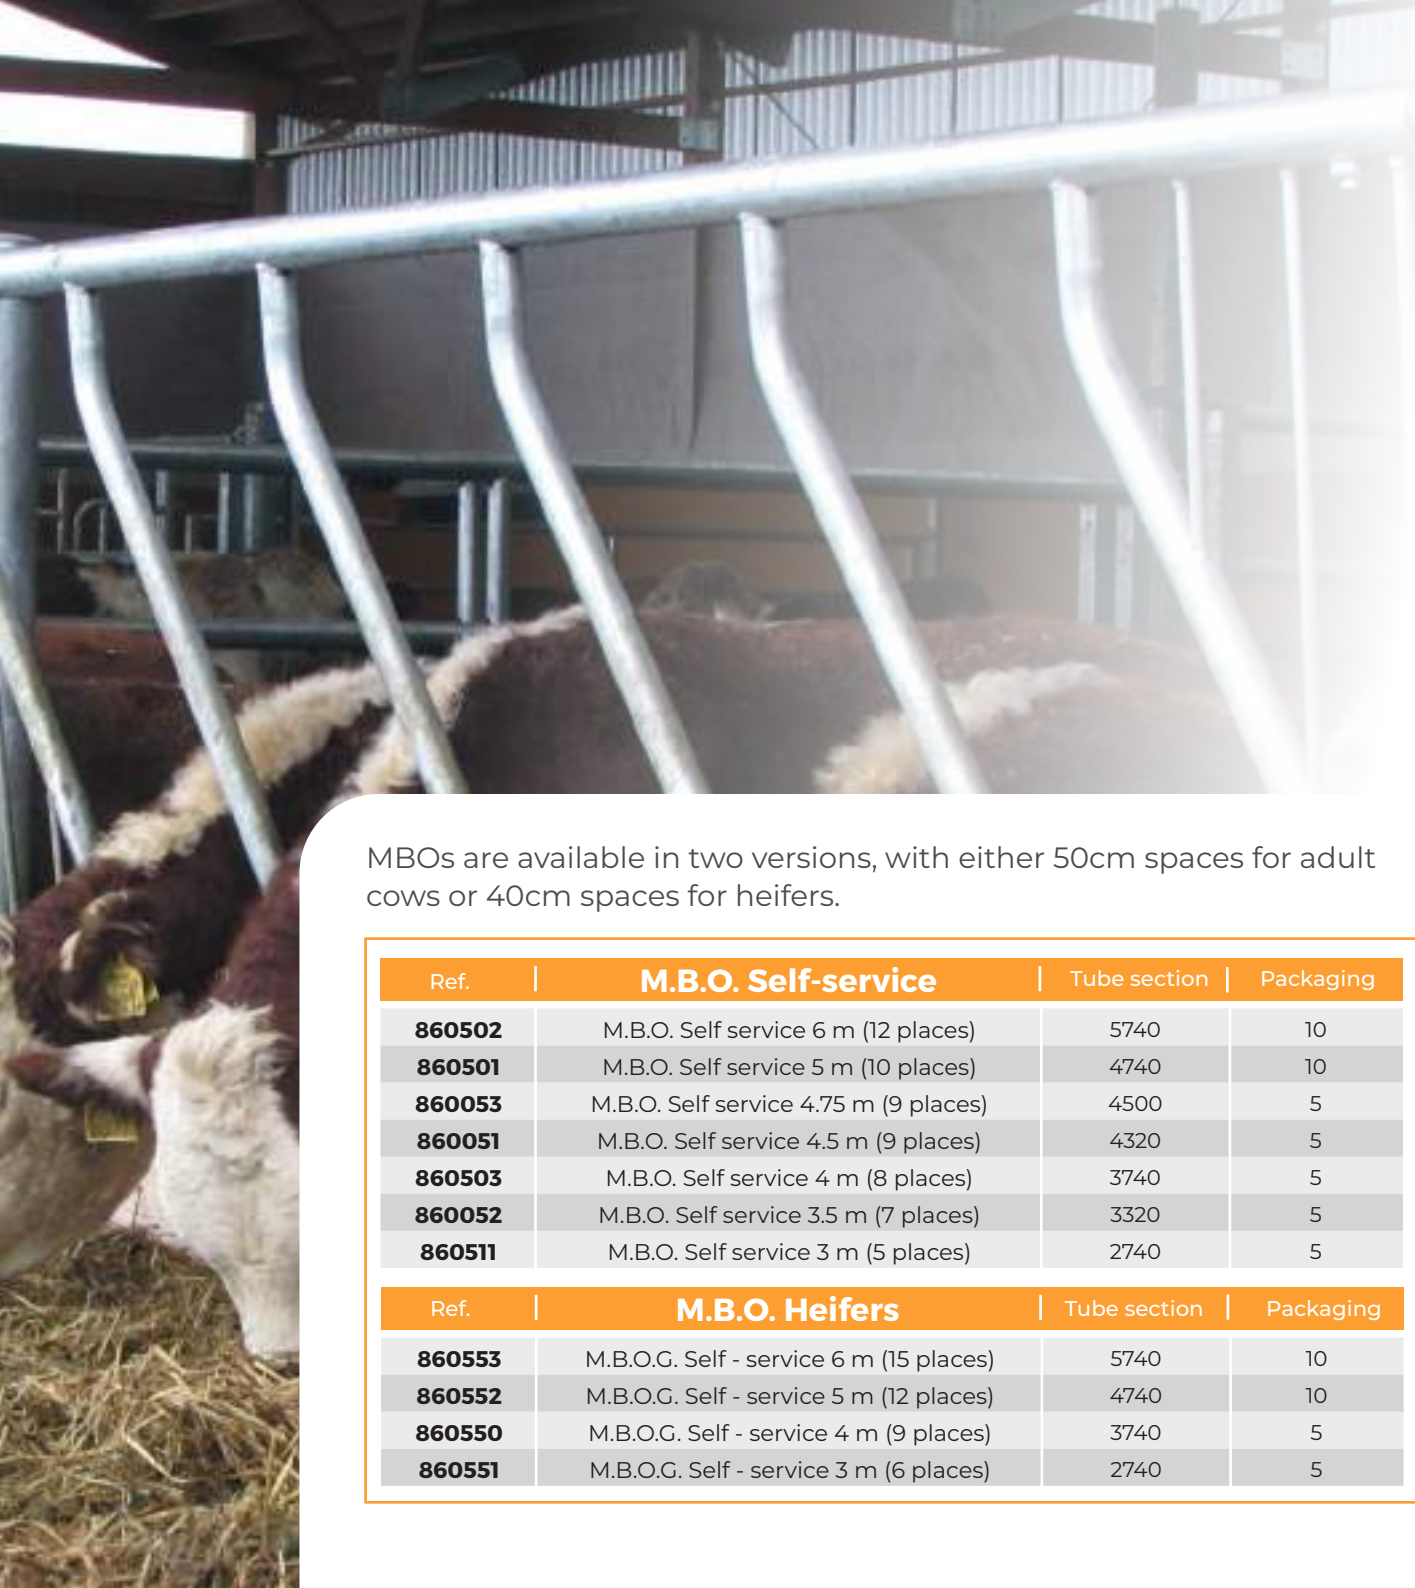 MBOs are available in two versions, with either 50cm spaces for adult
cows or 40cm spaces for heifers.
Ref. | M.B.O. Self-service | Tube section | Packaging
860502 M.B.O. Self service 6 m (12 places) 5740 10
860501 M.B.O. Self service 5 m (10 places) 4740 10
860053 M.B.O. Self service 4.75 m (9 places) 4500 5
860051 M.B.O. Self service 4.5 m (9 places) 4320 5
860503 M.B.O. Self service 4 m (8 places) 3740 5
860052 M.B.O. Self service 3.5 m (7 places) 3320 5
860511 M.B.O. Self service 3 m (5 places) 2740 5
Ref. | M.B.O. Heifers | Tube section | Packaging
860553 M.B.O.G. Self - service 6 m (15 places) 5740 10
860552 M.B.O.G. Self - service 5 m (12 places) 4740 10
860550 M.B.O.G. Self - service 4 m (9 places) 3740 5
860551 M.B.O.G. Self - service 3 m (6 places) 2740 5